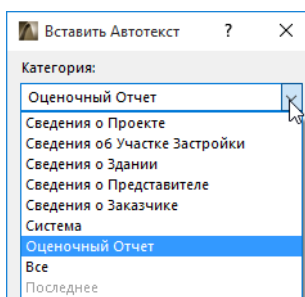 Вставить Автотекст ? ×
Категория:
Оценочный Отчет
Сведения о Проекте
Сведения об Участке Застройки
Сведения о Здании
Сведения о Представителе
Сведения о Заказчике
Система
Оценочный Отчет
Все
Последнее